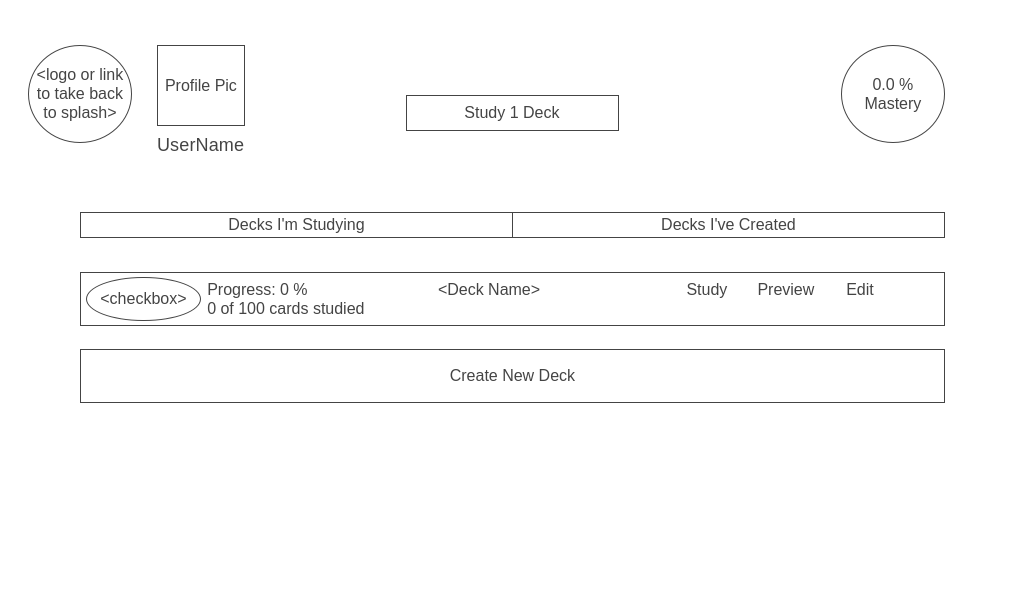 <logo or link
to take back
to splash>
Profile Pic
UserName
Study 1 Deck
0.0 %
Mastery
Decks I'm Studying
Decks I've Created
<checkbox>
Progress: 0 %
0 of 100 cards studied
<Deck Name>
Study
Preview
Edit
Create New Deck